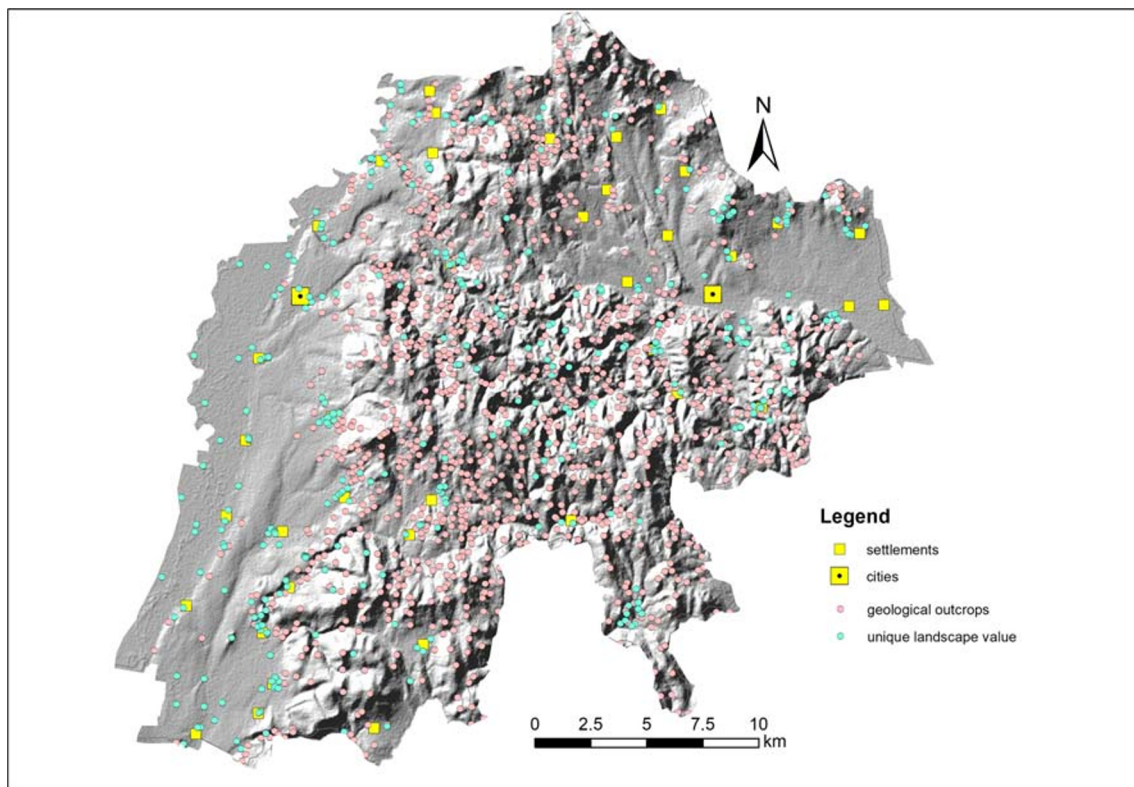 N
Legend
settlements
cities
geological outcrops
unique landscape value
0 2.5 5 7.5 10
km